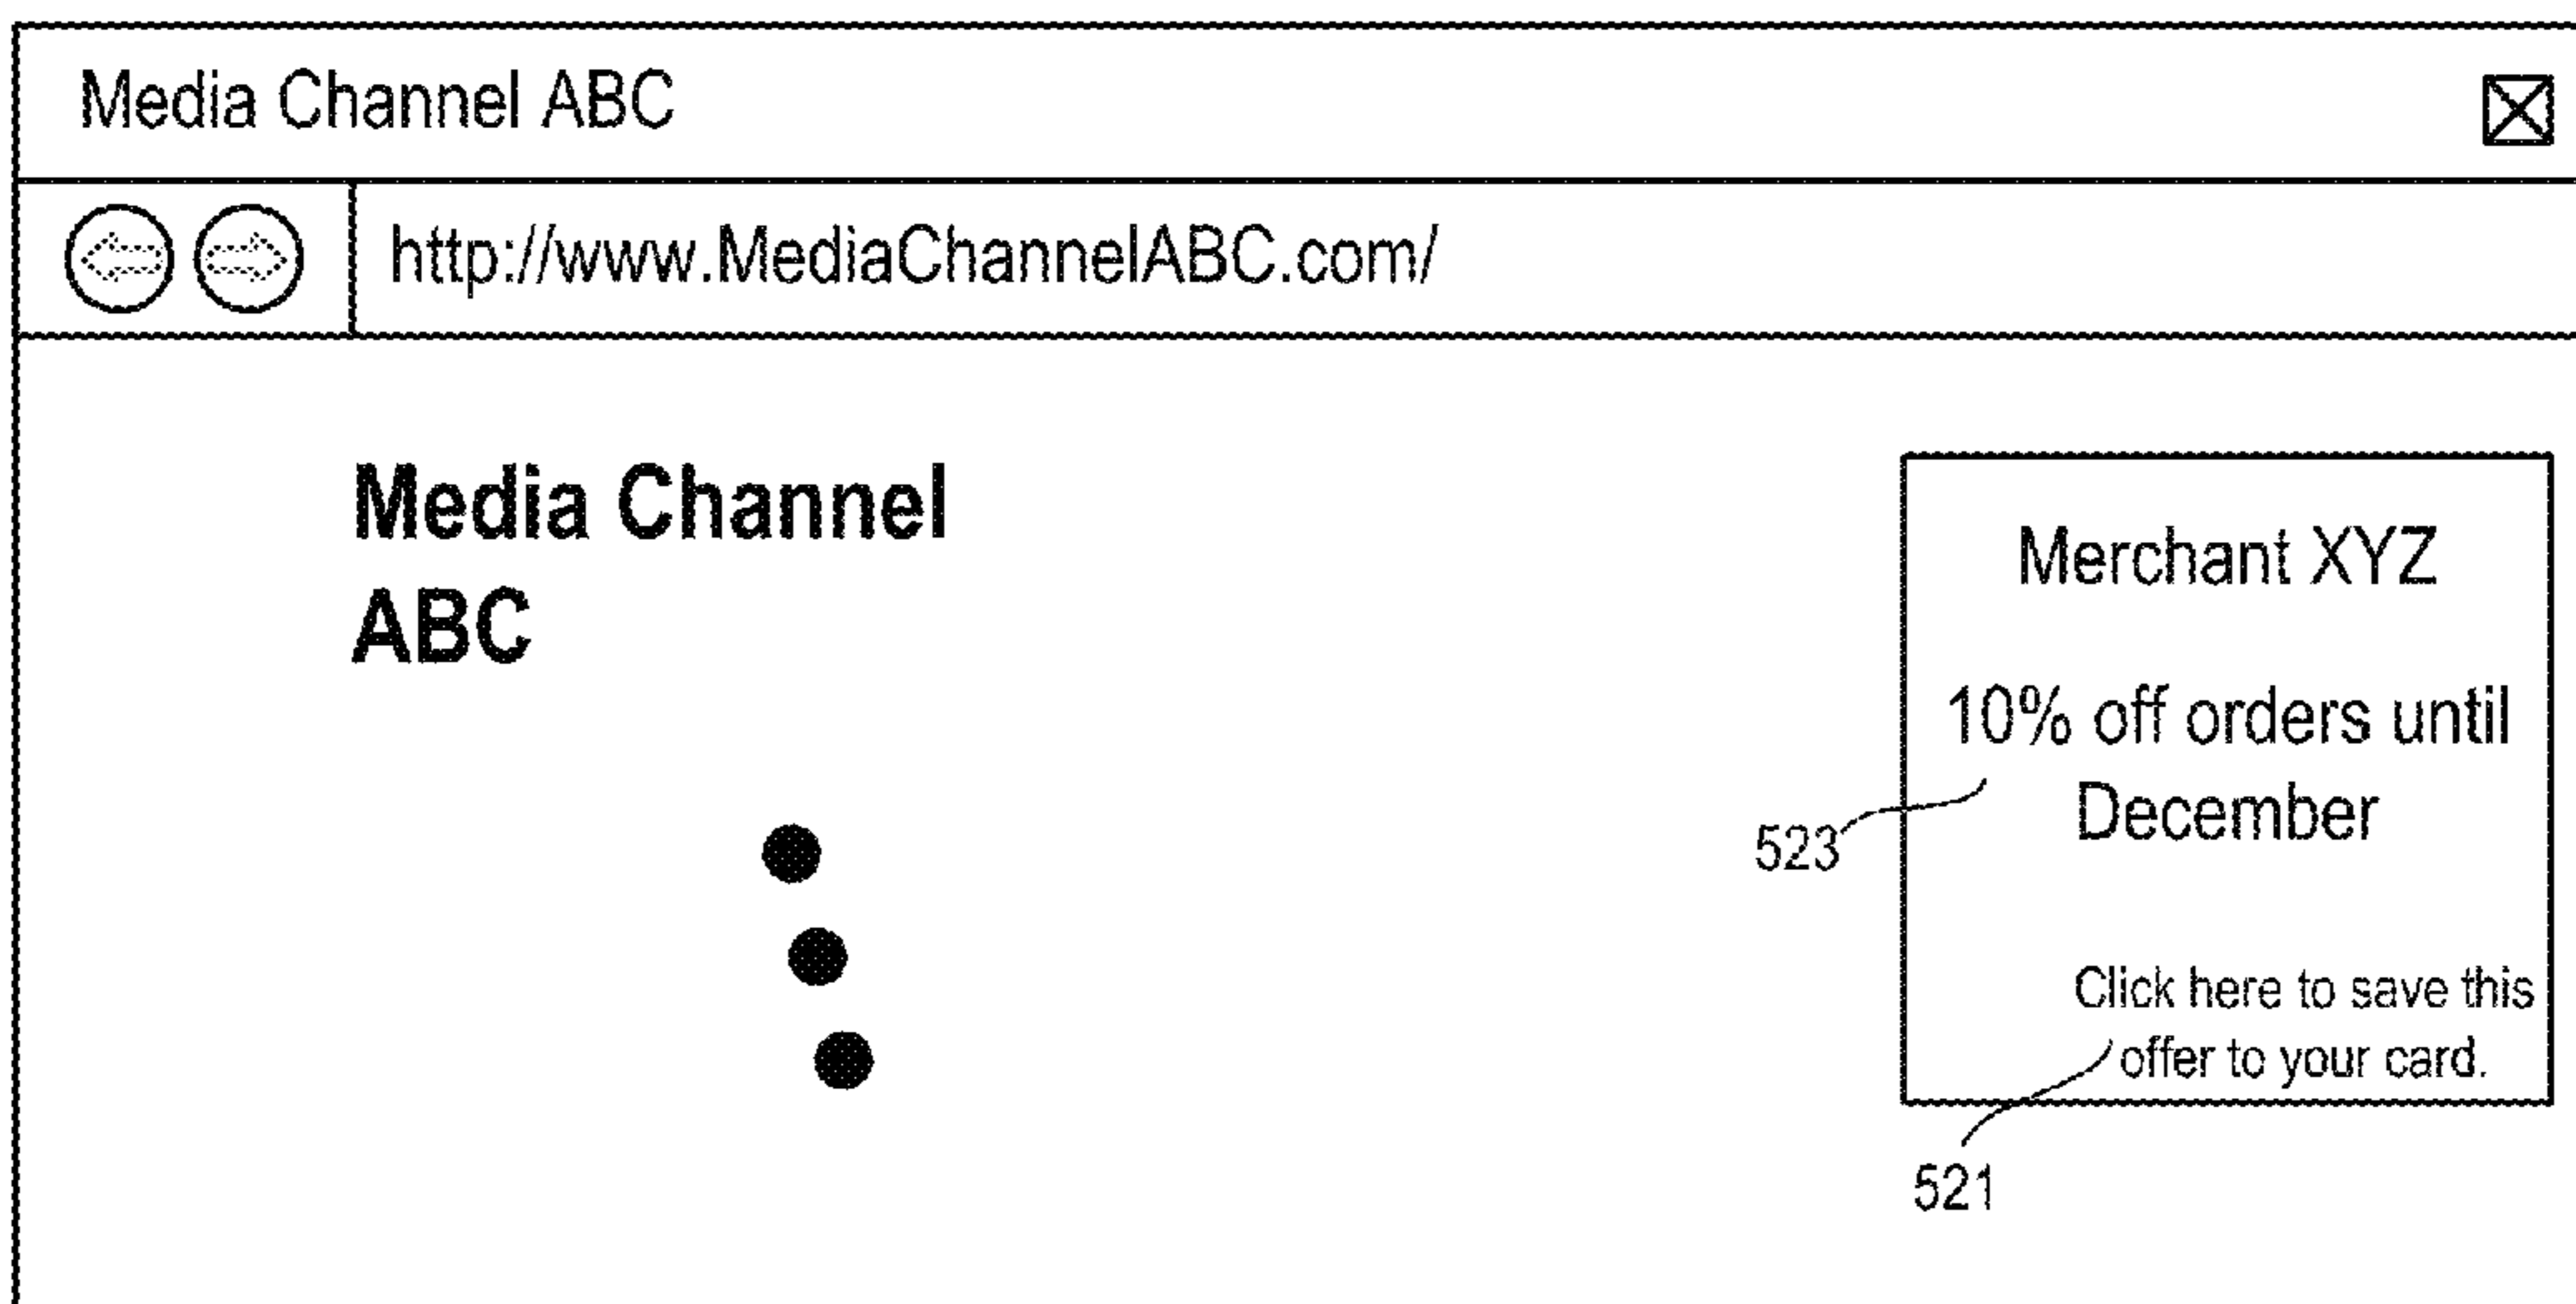 Media Channel ABC
http://www.MediaChannelABC.com/
Media Channel
ABC
Merchant XYZ
10% off orders until
December
523
Click here to save this
offer to your card.
521